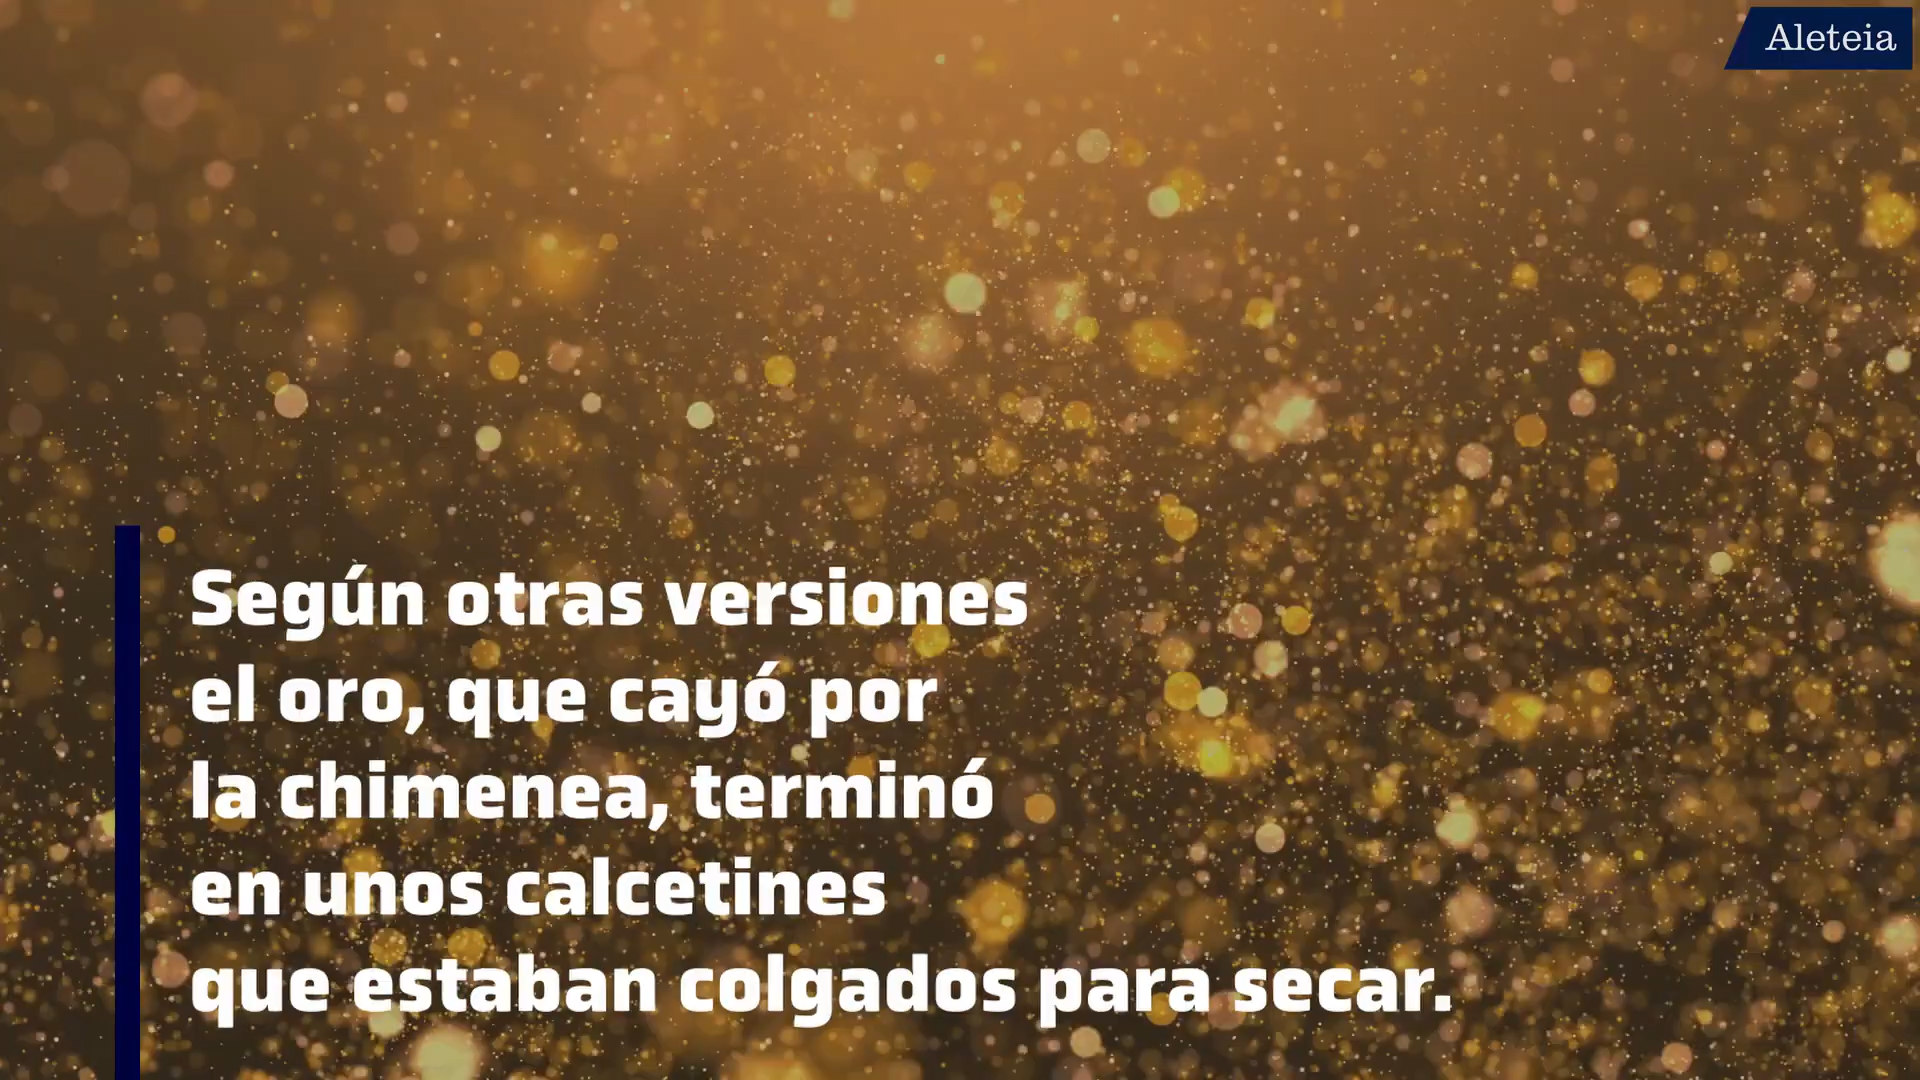 Aleteia
Según otras versiones
el oro, que cayó por
la chimenea, terminó
en unos calcetines
que estaban colgados para secar.